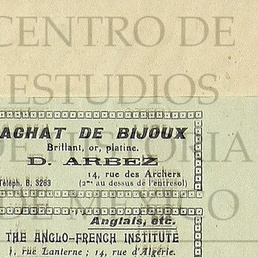 CENTRO DE
ESTUDIOS
ACHAT DE BIJOUX
Brillant, or, platine.
D. ARBEZ
14, rue des Archers
Téléph. B. 3263 (2me au dessus de l'entresol)
Anglais, etc.
THE ANGLO-FRENCH INSTITUTE
1, rue Lanterne ; 14, rue d'Algérie.